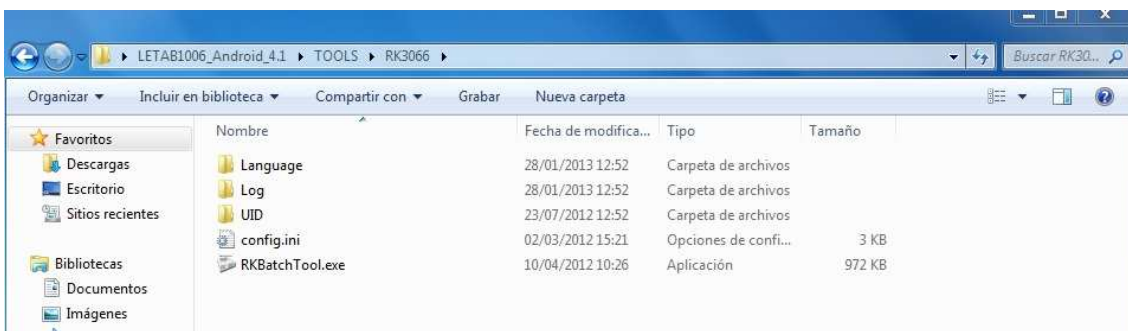 LETAB1006_Android_4.1 TOOLS RK3066 Buscar RK30...
Organizar Incluir en biblioteca Compartir con Grabar Nueva carpeta
Favoritos
Descargas
Escritorio
Sitios recientes
Bibliotecas
Documentos
Imágenes
Nombre Fecha de modifica... Tipo Tamaño
Language 28/01/2013 12:52 Carpeta de archivos
Log 28/01/2013 12:52 Carpeta de archivos
UID 23/07/2012 12:52 Carpeta de archivos
config.ini 02/03/2012 15:21 Opciones de confi... 3 KB
RKBatchTool.exe 10/04/2012 10:26 Aplicación 972 KB